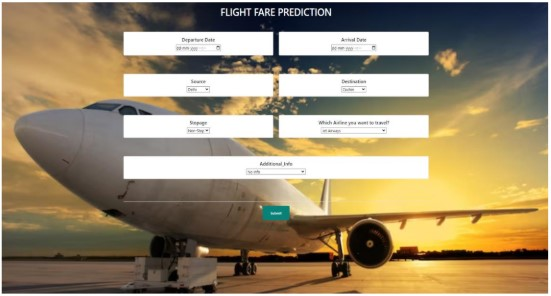 FLIGHT FARE PREDICTION
Departure Date
Arrival Date
dd-mm-yyyy
dd-mm-yyyy
Source
Destination
Delhi
Cochin
Stopage
Which Airline you want to travel?
Non-Stop
Jet Airways
Additional_Info
No info
Submit